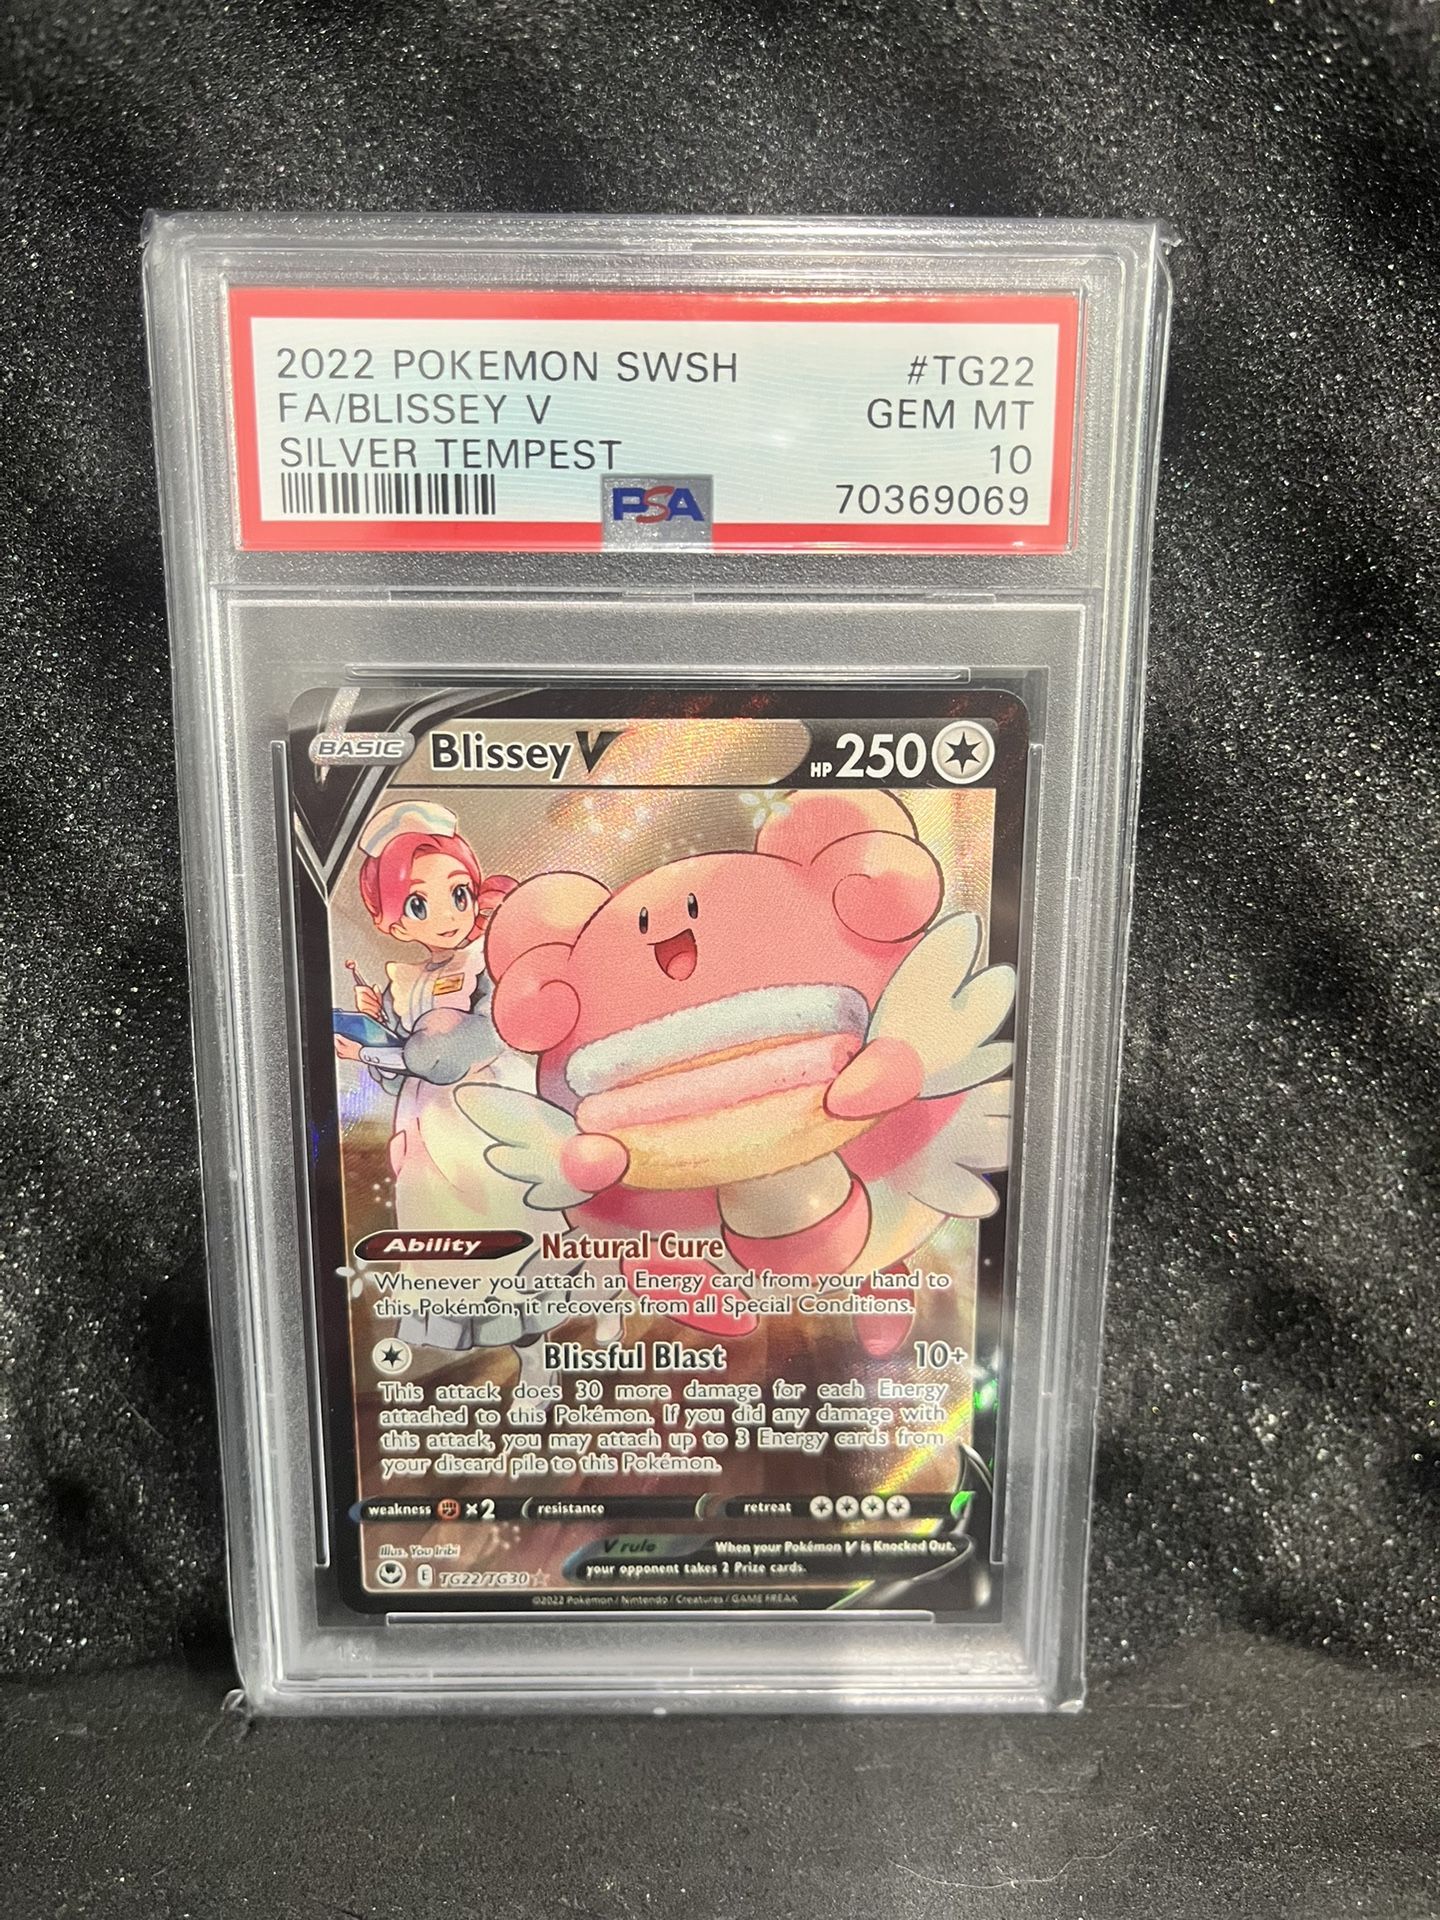 2022 POKEMON SWSH #TG22
FA/BLISSEY V GEM MT
SILVER TEMPEST 10
PSA 70369069
BASIC Blissey V HP 250
Ability Natural Cure
Whenever you attach an Energy card from your hand to
this Pokémon, it recovers from all Special Conditions.
Blissful Blast 10+
This attack does 30 more damage for each Energy
attached to this Pokémon. If you did any damage with
this attack, you may attach up to 3 Energy cards from
your discard pile to this Pokémon.
weakness ×2 resistance retreat
Illus. You Iribi V rule When your Pokémon V is Knocked Out,
your opponent takes 2 Prize cards.
E TG22/TG30
©2022 Pokémon / Nintendo / Creatures / GAME FREAK